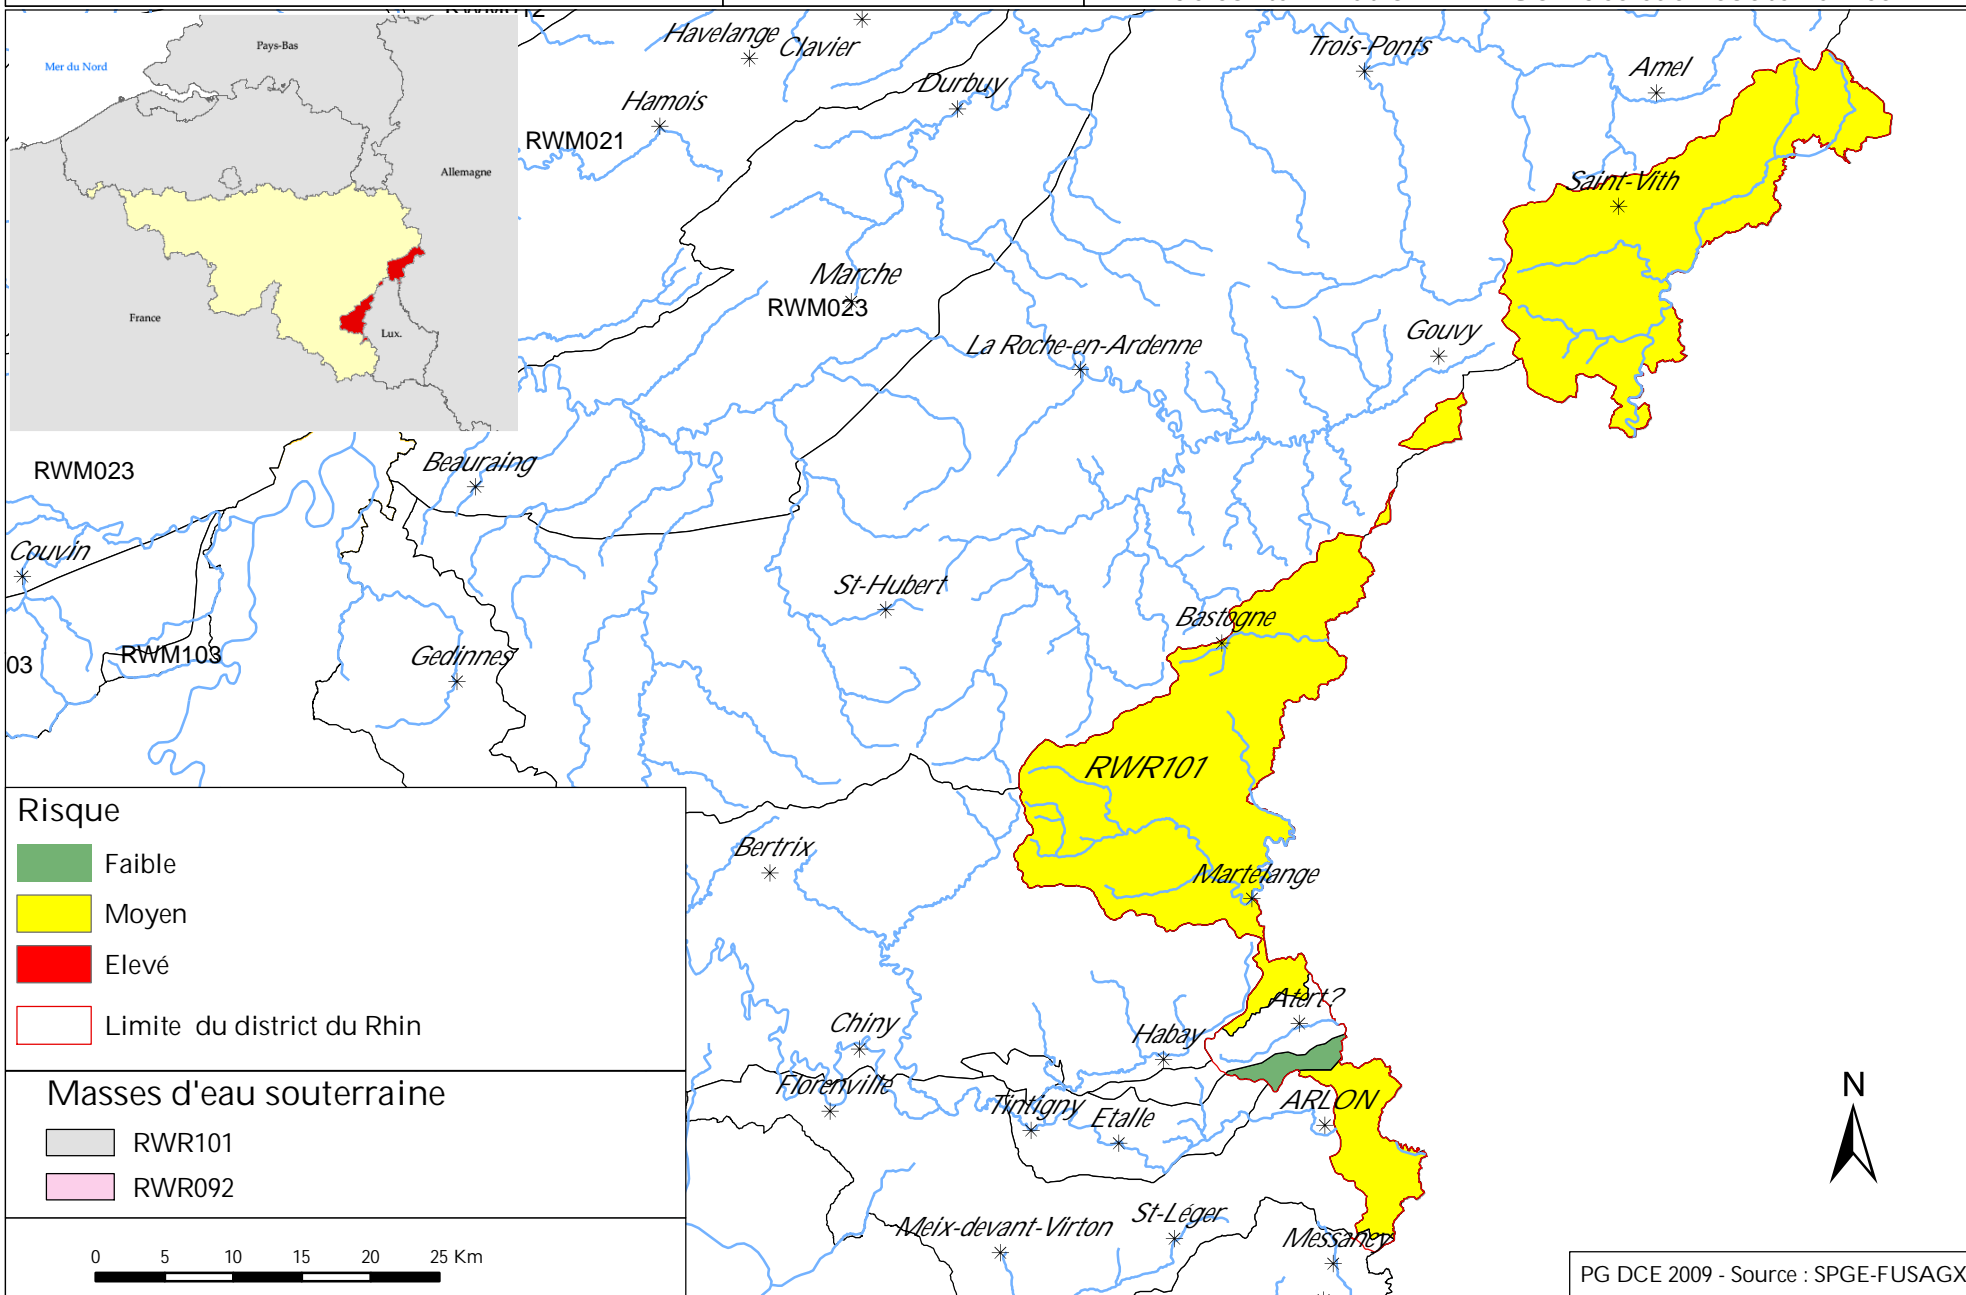 Pays-Bas
Mer du Nord
Allemagne
France
Lux.
Havelange
Clavier
Durbuy
Hamois
RWM021
Trois-Ponts
Amel
Saint-Vith
Marche
RWM023
La Roche-en-Ardenne
Gouvy
RWM023
Beauraing
Couvin
St-Hubert
Bastogne
03
RWM103
Gedinnes
RWR101
Bertrix
Martelange
Atert?
Chiny
Habay
Florenville
Tintigny
Etalle
ARLON
Meix-devant-Virton
St-Léger
Messancy
Risque
Faible
Moyen
Elevé
Limite du district du Rhin
Masses d'eau souterraine
RWR101
RWR092
0 5 10 15 20 25 Km
N
PG DCE 2009 - Source : SPGE-FUSAGX